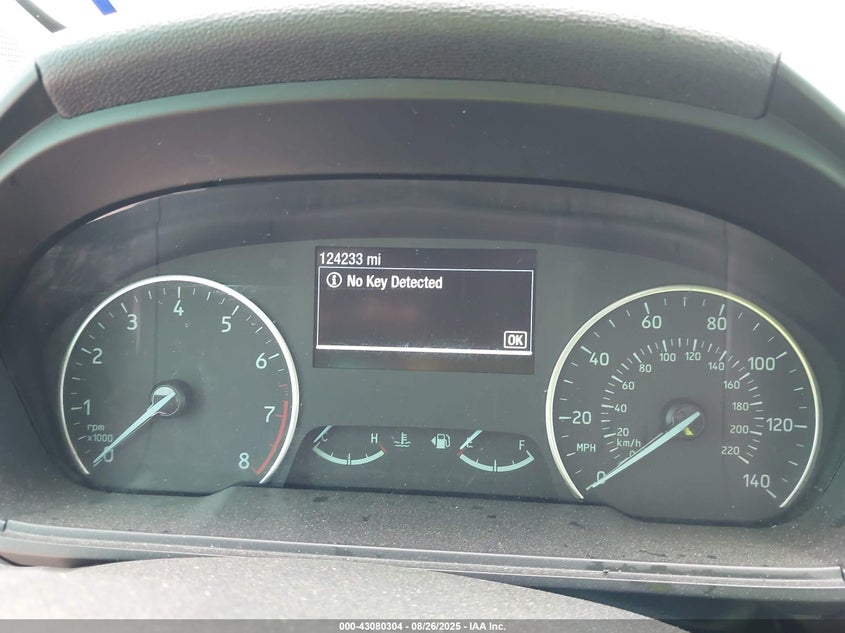 124233 mi
No Key Detected
OK
0 1 2 3 4 5 6 7 8
rpm
x1000
C H
E F
0 20 40 60 80 100 120 140
MPH
0 20 40 60 80 100 120 140 160 180 200 220
km/h
000-43080304 - 08/26/2025 - IAA Inc.